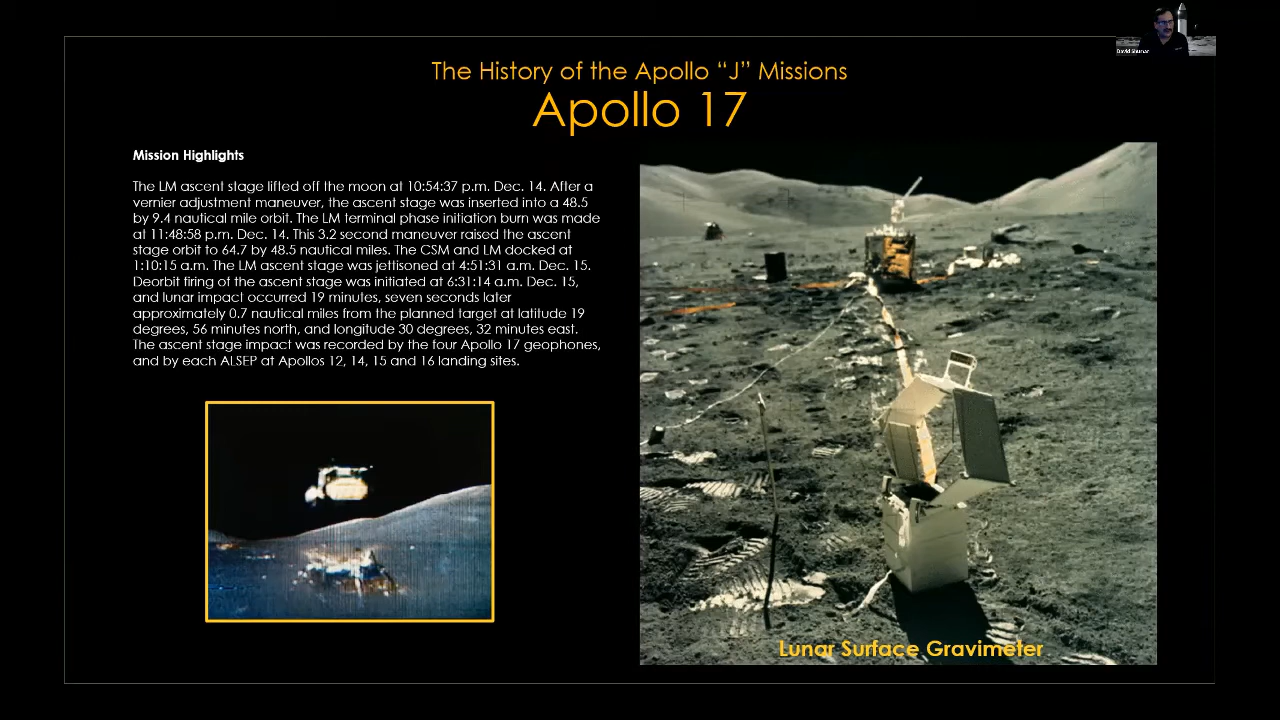 The History of the Apollo “J” Missions
Apollo 17
Mission Highlights
The LM ascent stage lifted off the moon at 10:54:37 p.m. Dec. 14. After a
vernier adjustment maneuver, the ascent stage was inserted into a 48.5
by 9.4 nautical mile orbit. The LM terminal phase initiation burn was made
at 11:48:58 p.m. Dec. 14. This 3.2 second maneuver raised the ascent
stage orbit to 64.7 by 48.5 nautical miles. The CSM and LM docked at
1:10:15 a.m. The LM ascent stage was jettisoned at 4:51:31 a.m. Dec. 15.
Deorbit firing of the ascent stage was initiated at 6:31:14 a.m. Dec. 15,
and lunar impact occurred 19 minutes, seven seconds later
approximately 0.7 nautical miles from the planned target at latitude 19
degrees, 56 minutes north, and longitude 30 degrees, 32 minutes east.
The ascent stage impact was recorded by the four Apollo 17 geophones,
and by each ALSEP at Apollos 12, 14, 15 and 16 landing sites.
Lunar Surface Gravimeter
David"